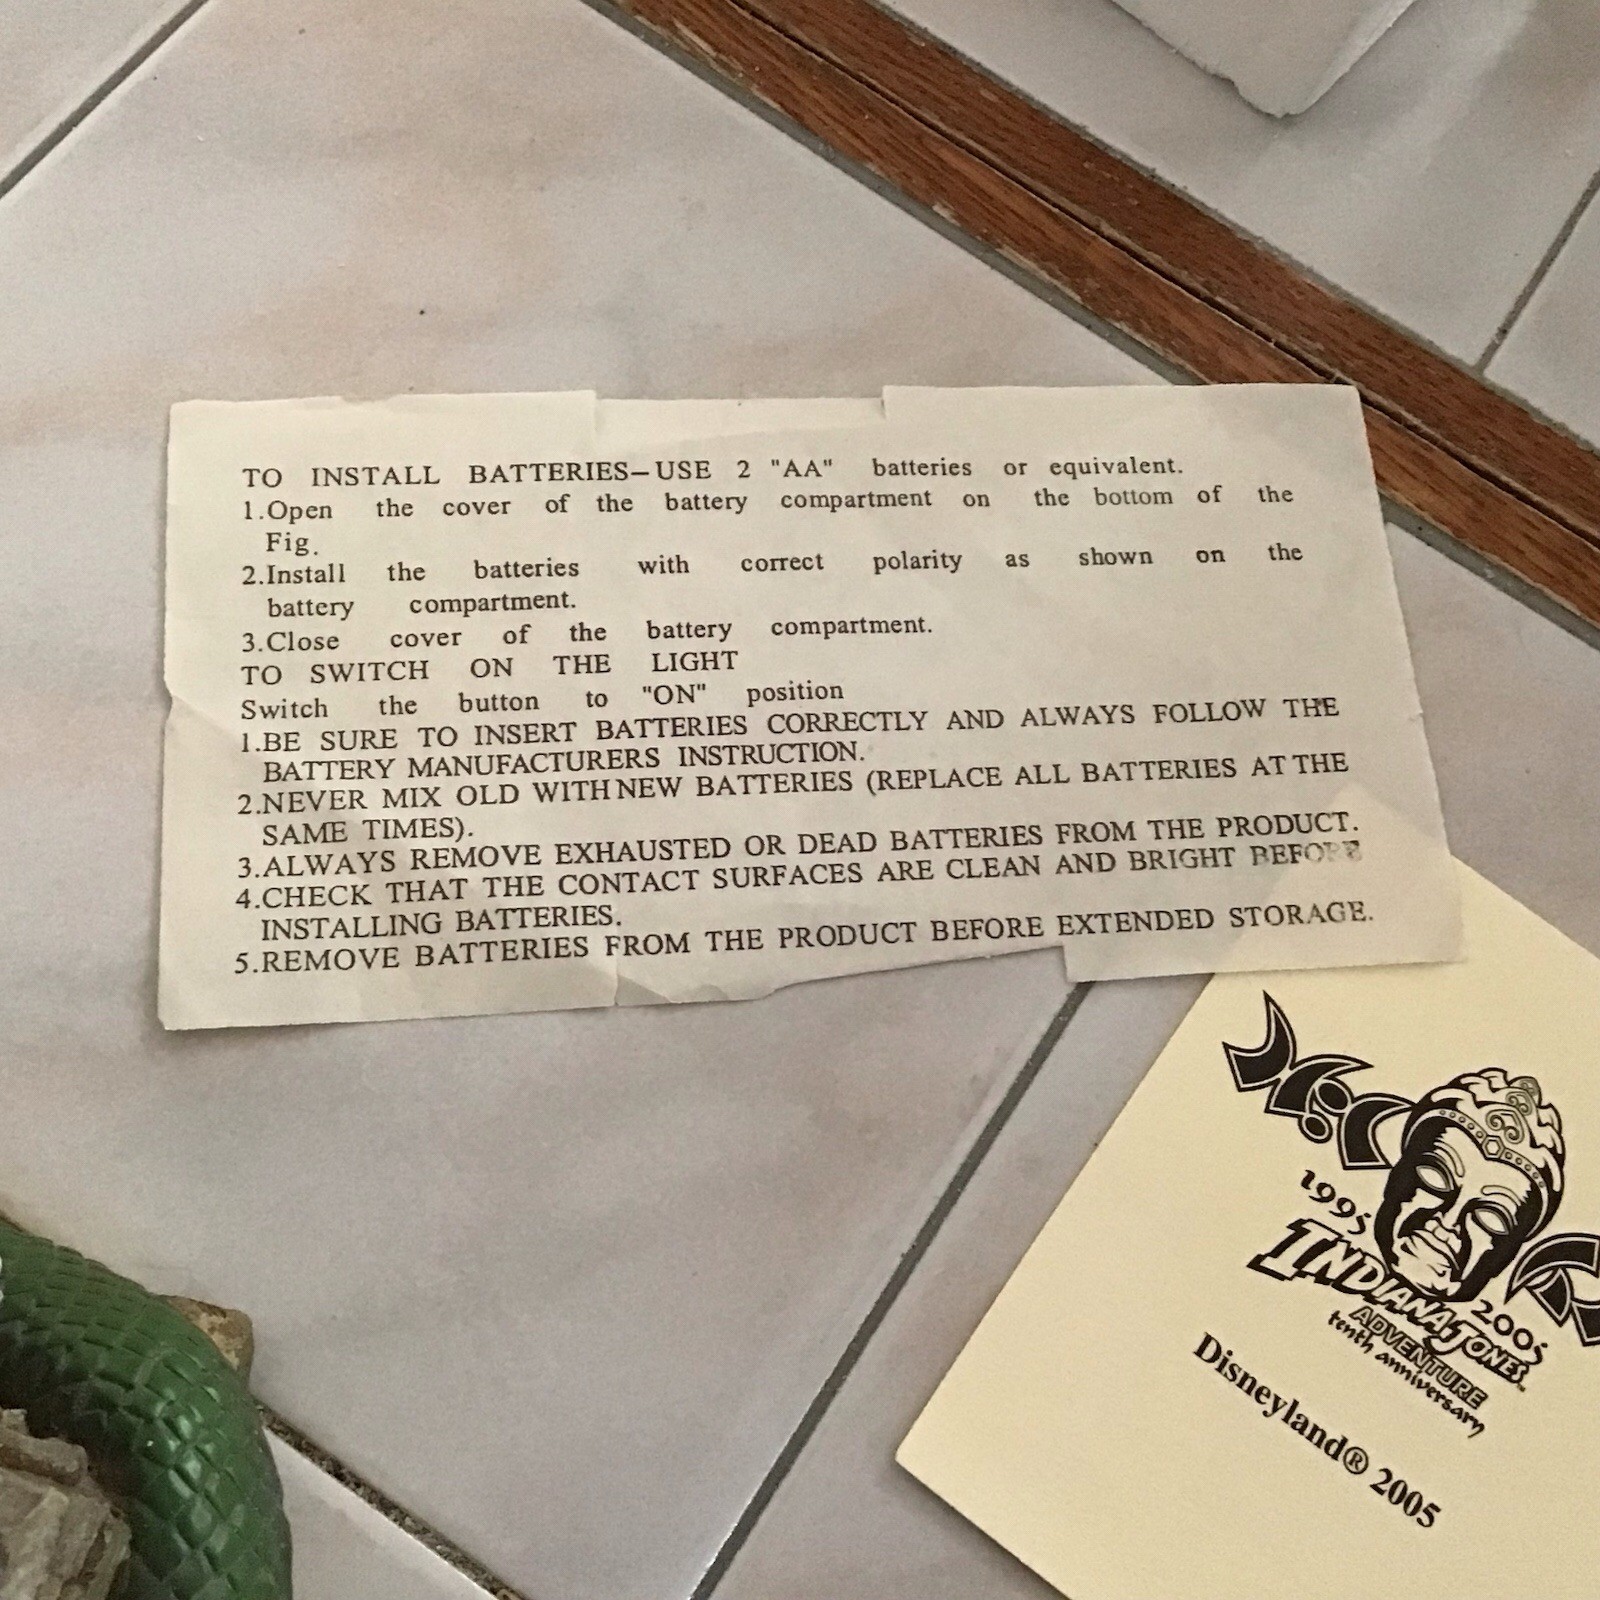 TO INSTALL BATTERIES–USE 2 "AA" batteries or equivalent.
1.Open the cover of the battery compartment on the bottom of the
Fig.
2.Install the batteries with correct polarity as shown on the
battery compartment.
3.Close cover of the battery compartment.
TO SWITCH ON THE LIGHT
Switch the button to "ON" position
1.BE SURE TO INSERT BATTERIES CORRECTLY AND ALWAYS FOLLOW THE
BATTERY MANUFACTURERS INSTRUCTION.
2.NEVER MIX OLD WITH NEW BATTERIES (REPLACE ALL BATTERIES AT THE
SAME TIMES).
3.ALWAYS REMOVE EXHAUSTED OR DEAD BATTERIES FROM THE PRODUCT.
4.CHECK THAT THE CONTACT SURFACES ARE CLEAN AND BRIGHT BEFORE
INSTALLING BATTERIES.
5.REMOVE BATTERIES FROM THE PRODUCT BEFORE EXTENDED STORAGE.
1995 2005
INDIANA JONES
ADVENTURE
tenth anniversary
Disneyland® 2005